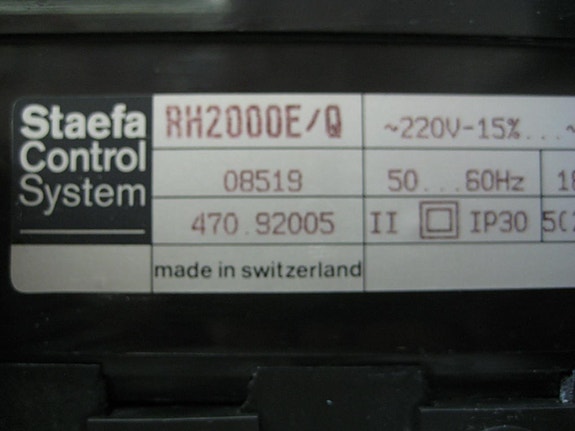 Staefa
Control
System
RH2000E/Q
~220V-15%...~
08519
50...60Hz
470.92005
II
IP30
made in switzerland